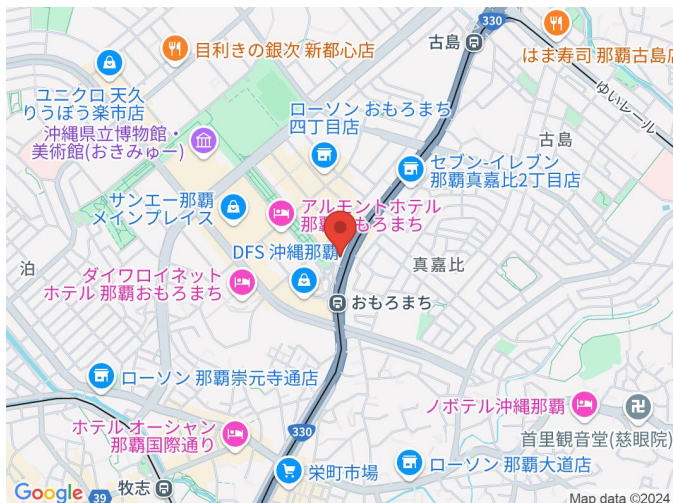 330
古島
目利きの銀次 新都心店
はま寿司 那覇古島店
ユニクロ 天久
りうぼう楽市店
ゆいレール
ローソン おもろまち
四丁目店
古島
沖縄県立博物館・
美術館(おきみゅー)
セブン-イレブン
那覇真嘉比2丁目店
サンエー那覇
メインプレイス
アルモントホテル
那覇おもろまち
DFS 沖縄那覇
真嘉比
泊
ダイワロイネット
ホテル 那覇おもろまち
おもろまち
ローソン 那覇崇元寺通店
ノボテル沖縄那覇
ホテル オーシャン
那覇国際通り
330
首里観音堂(慈眼院)
栄町市場
ローソン 那覇大道店
牧志
39
Google
Map data ©2024